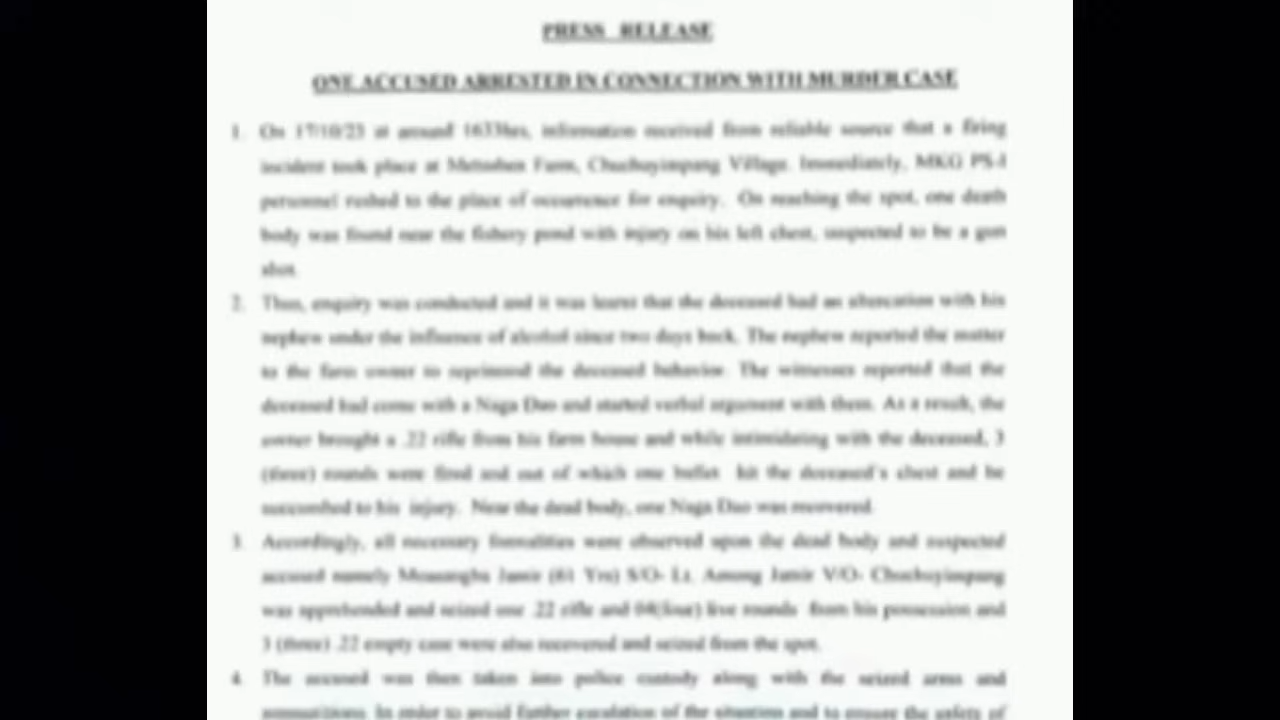 PRESS RELEASE
ONE ACCUSED ARRESTED IN CONNECTION WITH MURDER CASE
1. On 17/10/23 at around 1633hrs, information received from reliable source that a firing
incident took place at Farm, Chuchuyimpang Village. Immediately, MKG PS-I
personnel rushed to the place of occurrence for enquiry. On reaching the spot, one death
body was found near the fishery pond with injury on his left chest, suspected to be a gun
shot.
2. Thus, enquiry was conducted and it was learnt that the deceased had an altercation with his
nephew under the influence of alcohol since two days back. The nephew reported the matter
to the farm owner to reprimend the deceased behavior. The witnesses reported that the
deceased had come with a Naga Dao and started verbal argument with them. As a result, the
owner brought a .22 rifle from his farm house and while intimidating with the deceased, 3
(three) rounds were fired and out of which one bullet hit the deceased's chest and he
succumbed to his injury. Near the dead body, one Naga Dao was recovered.
3. Accordingly, all necessary formalities were observed upon the dead body and suspected
accused namely Jamir (61 Yrs) S/O- Lt. Jamir V/O- Chuchuyimpang
was apprehended and seized one .22 rifle and 04(four) live rounds from his possession and
3 (three) .22 empty case were also recovered and seized from the spot.
4. The accused was then taken into police custody along with the seized arms and
ammunitions. In order to avoid further escalation of the situation and to ensure the safety of